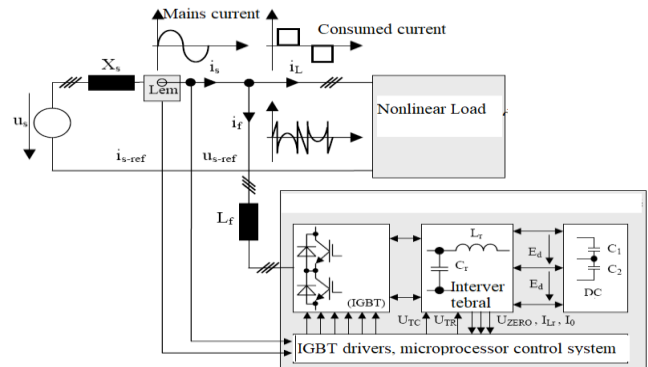 Mains current
Consumed current
Xs
Lem
is
iL
Nonlinear Load
us
if
is-ref
us-ref
Lf
Lr
Cr
Ed
C1
C2
Interver
tebral
Ed
(IGBT)
DC
UTC
UTR
UZERO , ILr , I0
IGBT drivers, microprocessor control system